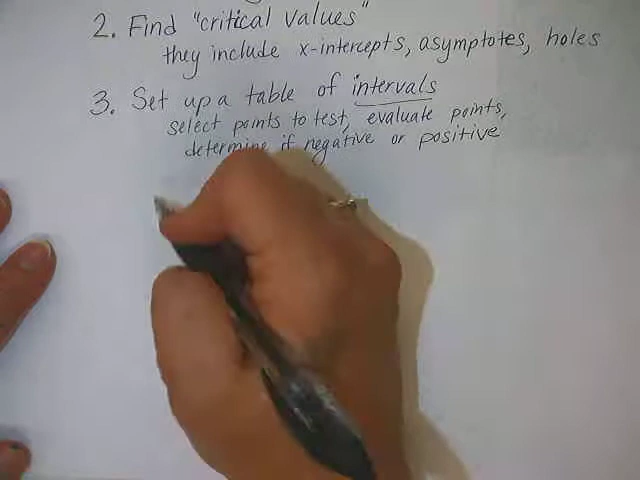 2. Find "critical values"
they include x-intercepts, asymptotes, holes
3. Set up a table of intervals
select points to test, evaluate points,
determine if negative or positive